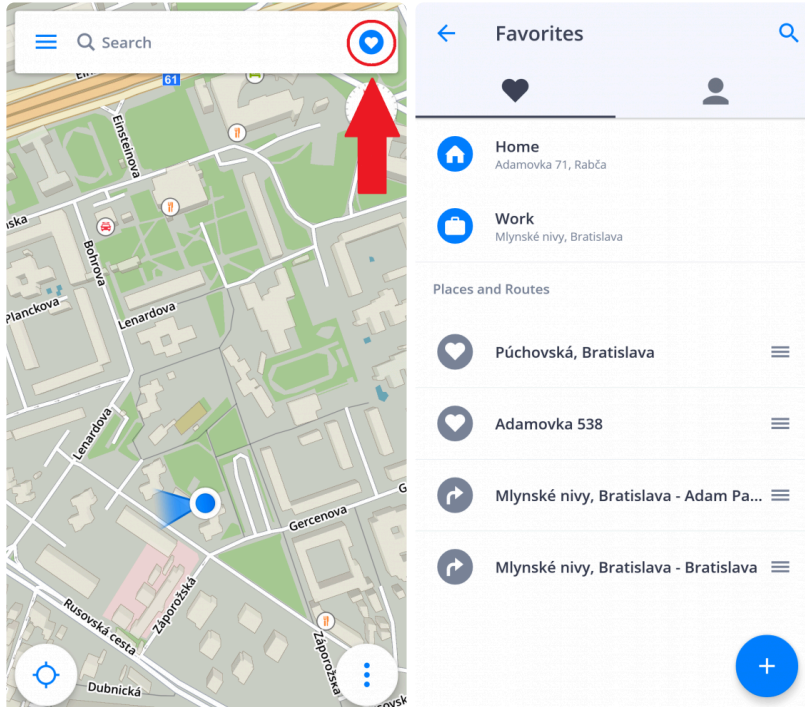 Search
61
Einsteinova
Bohrova
Planckova
Lenardova
Lenardova
Gercenova
Rusovská cesta
Záporožská
Záporožská
Dubnická
Favorites
Home
Adamovka 71, Rabča
Work
Mlynské nivy, Bratislava
Places and Routes
Púchovská, Bratislava
Adamovka 538
Mlynské nivy, Bratislava - Adam Pa...
Mlynské nivy, Bratislava - Bratislava